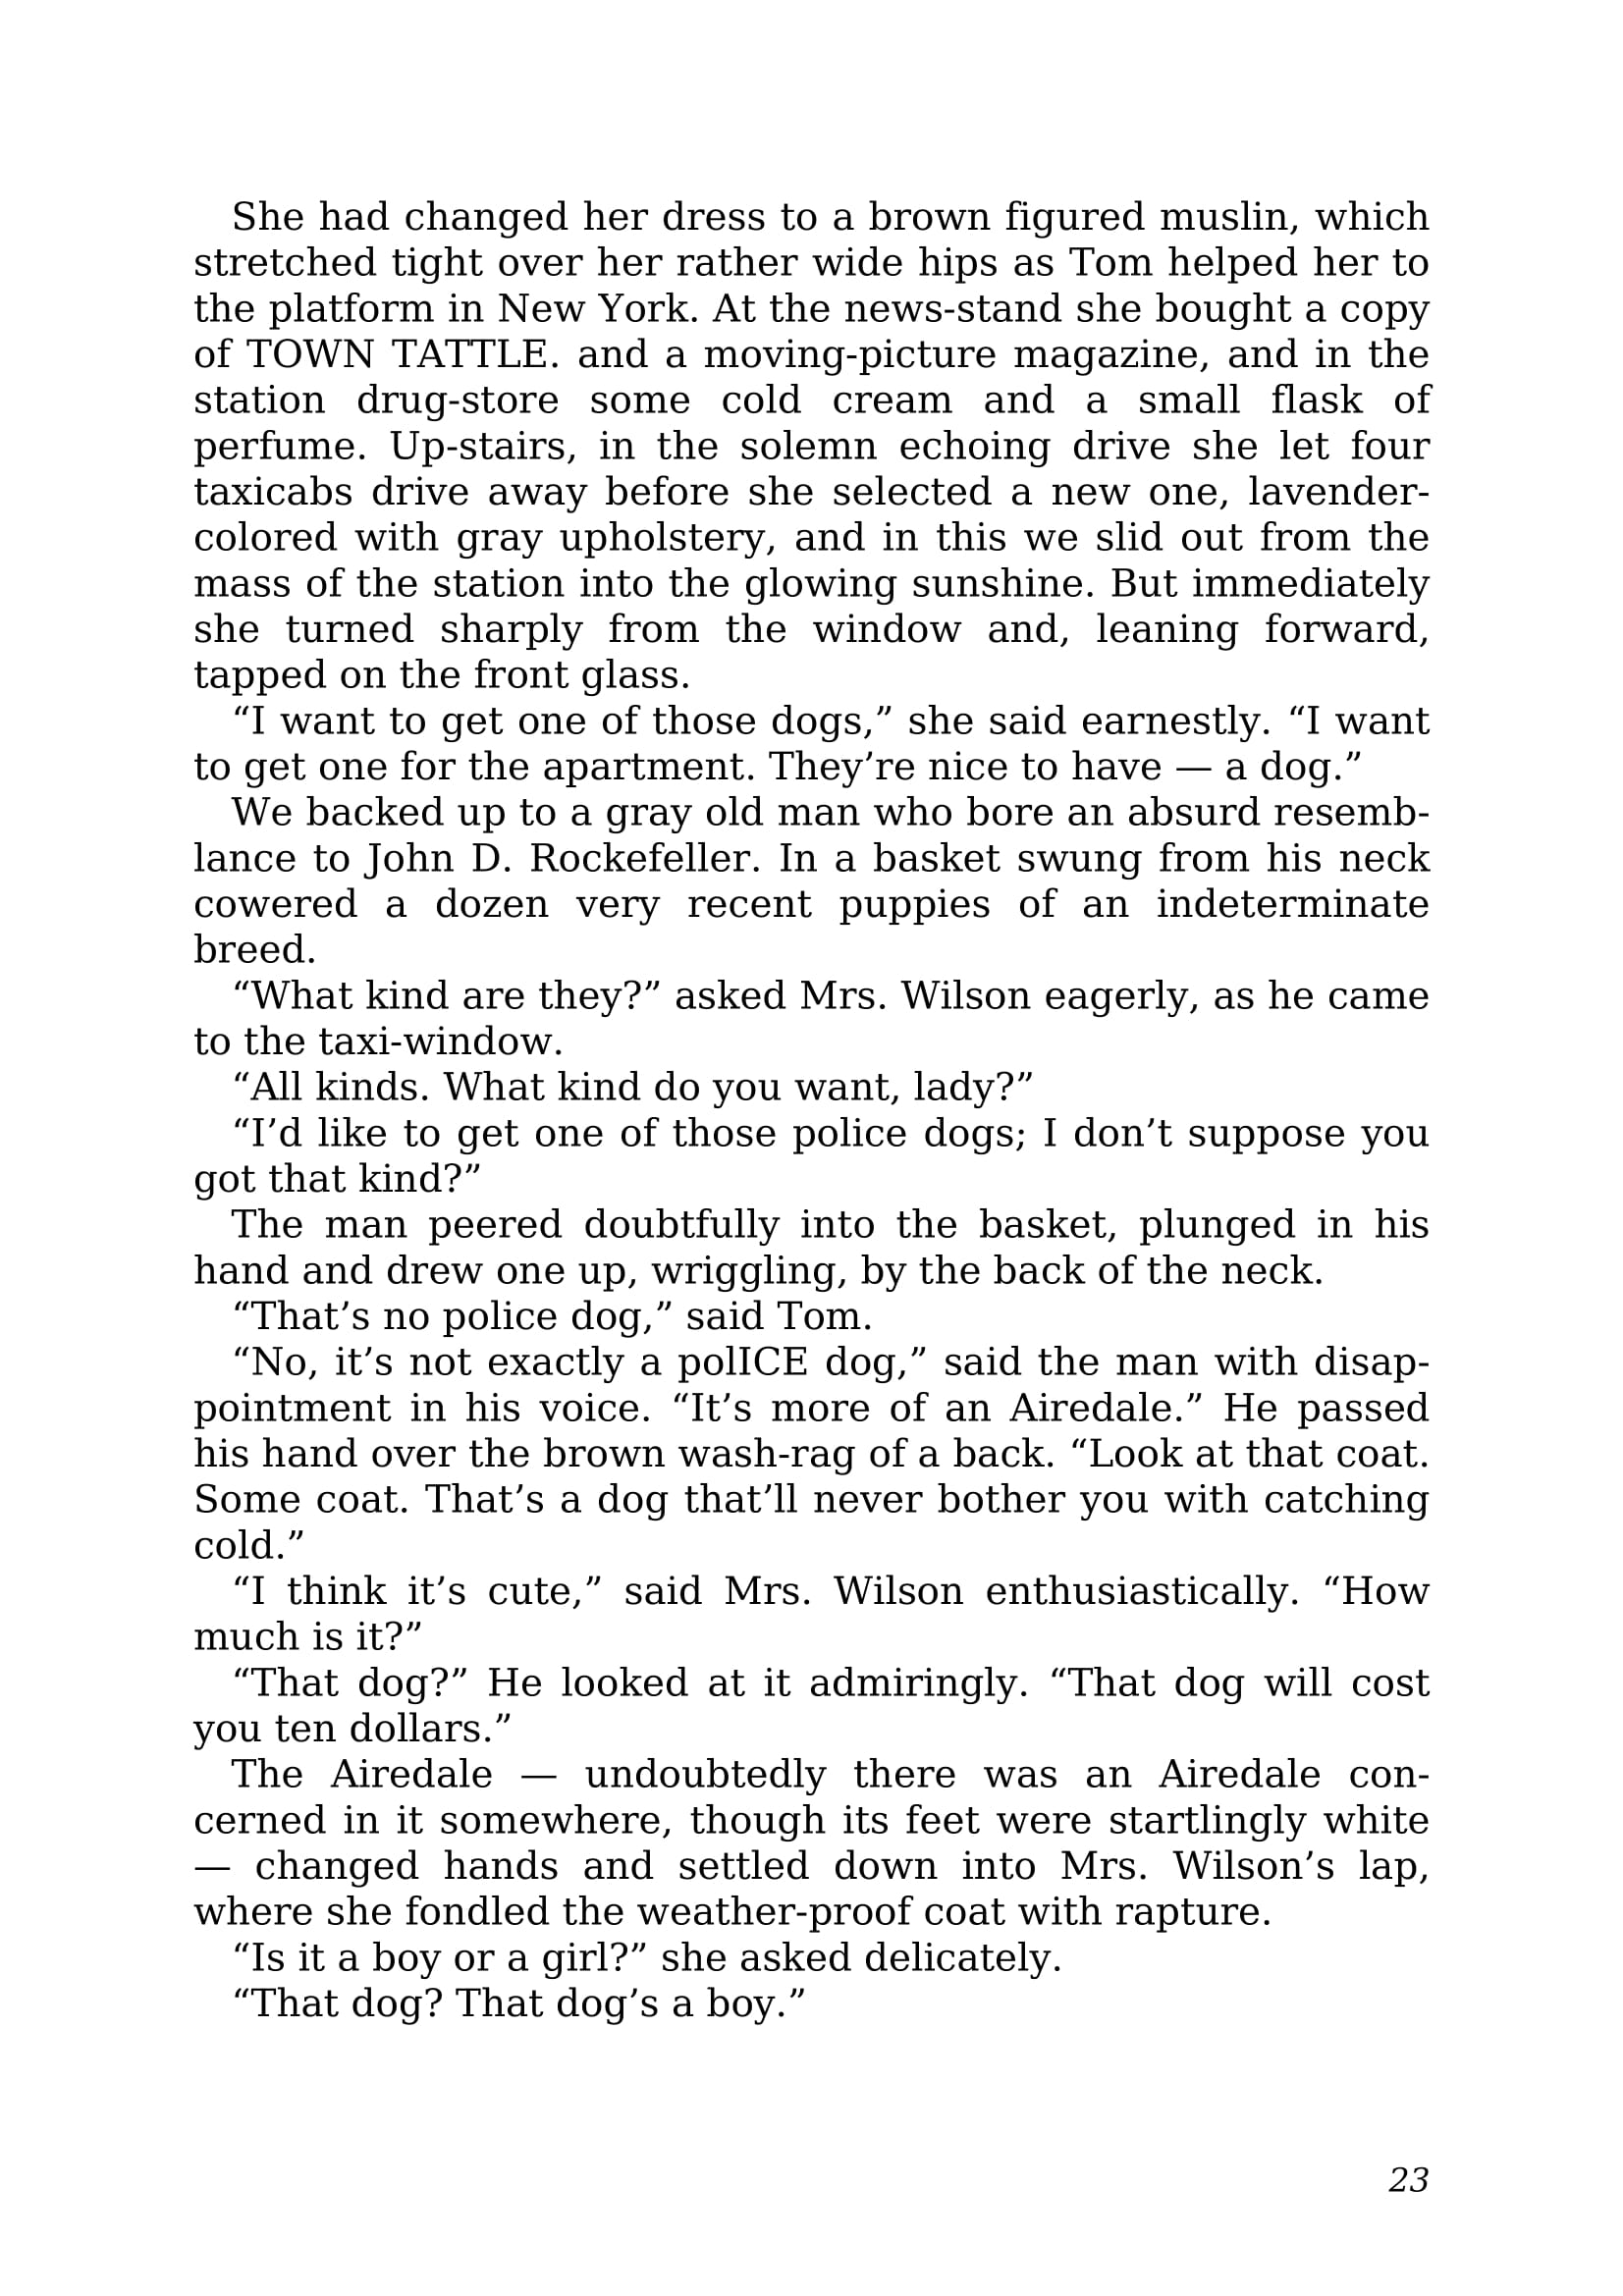 She had changed her dress to a brown figured muslin, which
stretched tight over her rather wide hips as Tom helped her to
the platform in New York. At the news-stand she bought a copy
of TOWN TATTLE. and a moving-picture magazine, and in the
station drug-store some cold cream and a small flask of
perfume. Up-stairs, in the solemn echoing drive she let four
taxicabs drive away before she selected a new one, lavender-
colored with gray upholstery, and in this we slid out from the
mass of the station into the glowing sunshine. But immediately
she turned sharply from the window and, leaning forward,
tapped on the front glass.
“I want to get one of those dogs,” she said earnestly. “I want
to get one for the apartment. They’re nice to have — a dog.”
We backed up to a gray old man who bore an absurd resemb-
lance to John D. Rockefeller. In a basket swung from his neck
cowered a dozen very recent puppies of an indeterminate
breed.
“What kind are they?” asked Mrs. Wilson eagerly, as he came
to the taxi-window.
“All kinds. What kind do you want, lady?”
“I’d like to get one of those police dogs; I don’t suppose you
got that kind?”
The man peered doubtfully into the basket, plunged in his
hand and drew one up, wriggling, by the back of the neck.
“That’s no police dog,” said Tom.
“No, it’s not exactly a polICE dog,” said the man with disap-
pointment in his voice. “It’s more of an Airedale.” He passed
his hand over the brown wash-rag of a back. “Look at that coat.
Some coat. That’s a dog that’ll never bother you with catching
cold.”
“I think it’s cute,” said Mrs. Wilson enthusiastically. “How
much is it?”
“That dog?” He looked at it admiringly. “That dog will cost
you ten dollars.”
The Airedale — undoubtedly there was an Airedale con-
cerned in it somewhere, though its feet were startlingly white
— changed hands and settled down into Mrs. Wilson’s lap,
where she fondled the weather-proof coat with rapture.
“Is it a boy or a girl?” she asked delicately.
“That dog? That dog’s a boy.”
23